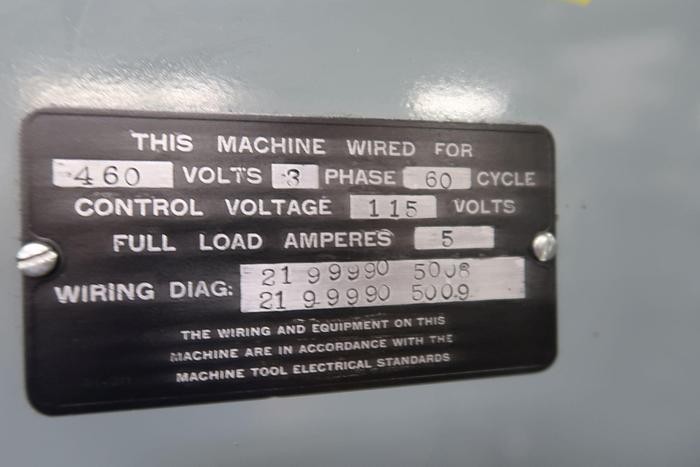 THIS MACHINE WIRED FOR
460 VOLTS 3 PHASE 60 CYCLE
CONTROL VOLTAGE 115 VOLTS
FULL LOAD AMPERES 5
WIRING DIAG: 21 99990 5008
21 9-9990 5009
THE WIRING AND EQUIPMENT ON THIS
MACHINE ARE IN ACCORDANCE WITH THE
MACHINE TOOL ELECTRICAL STANDARDS